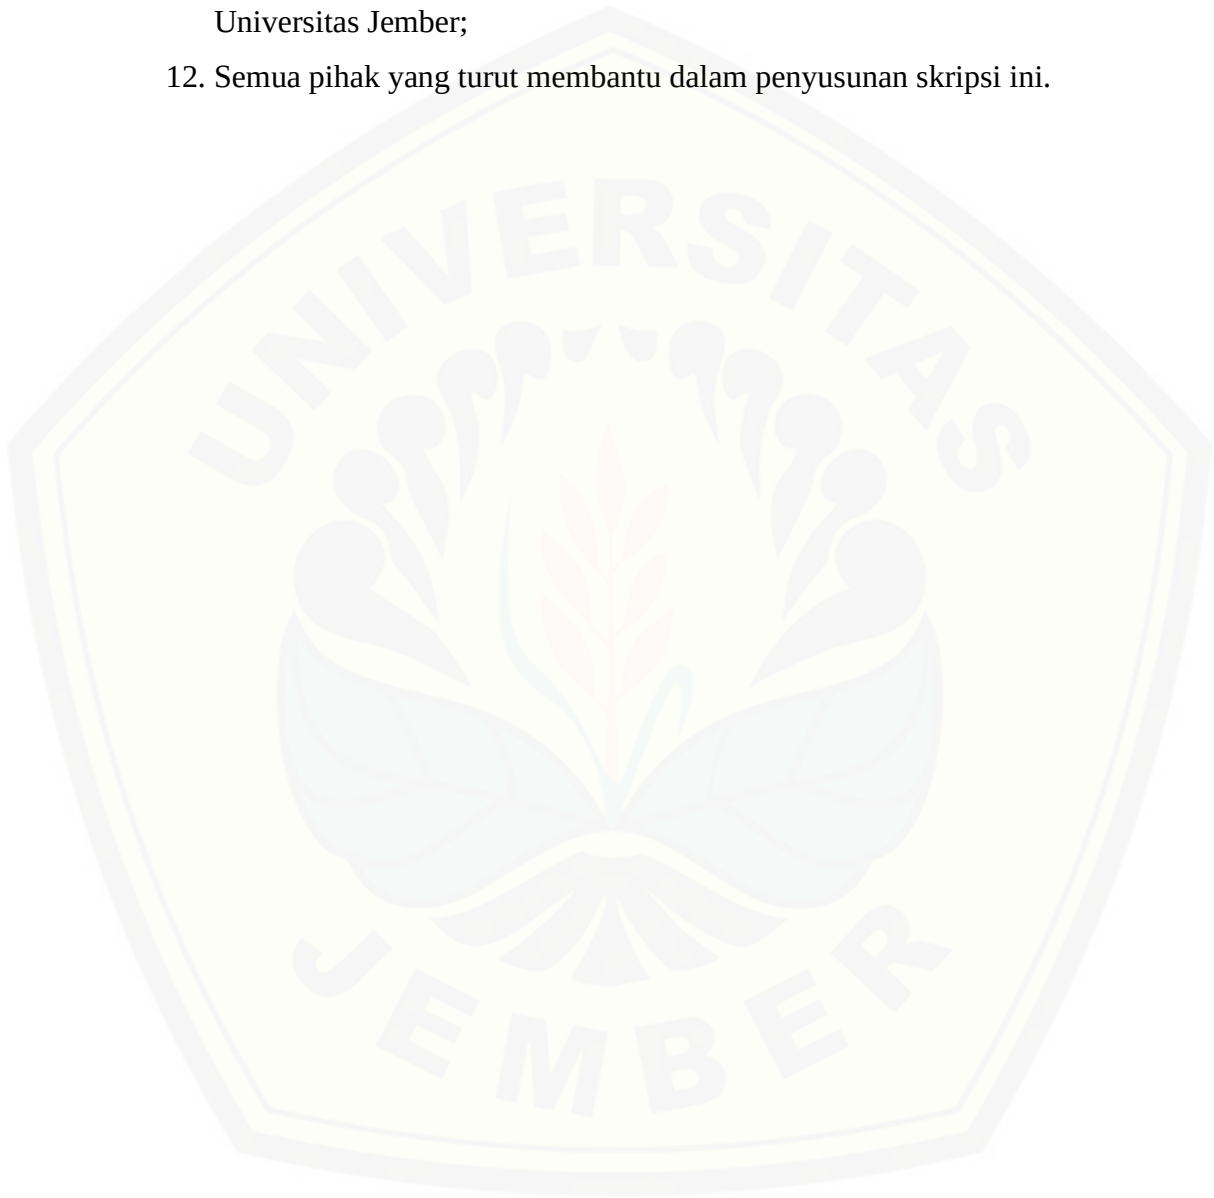 Universitas Jember;
12. Semua pihak yang turut membantu dalam penyusunan skripsi ini.
UNIVERSITAS
JEMBER